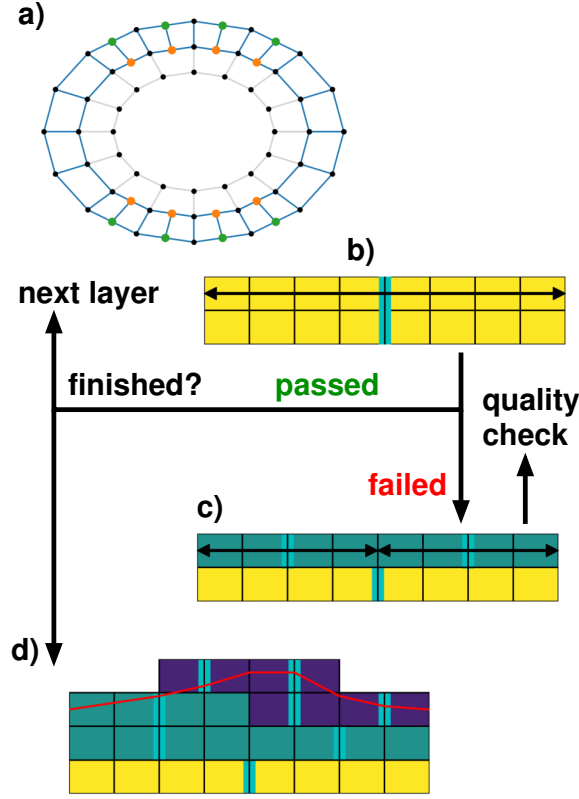 a)
b)
next layer
finished?
passed
quality
check
failed
c)
d)